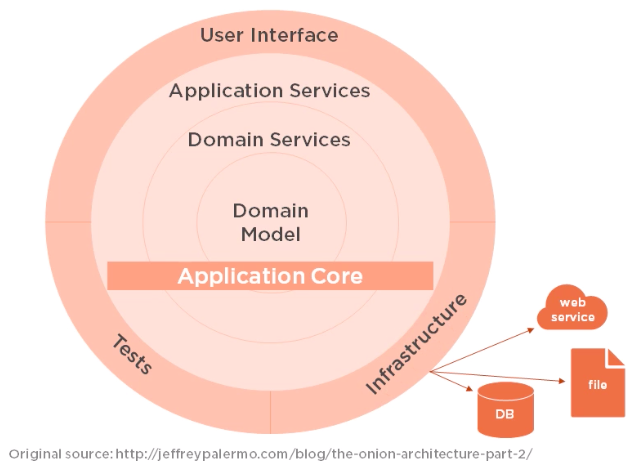 User Interface
Application Services
Domain Services
Domain
Model
Application Core
Tests
Infrastructure
web
service
file
DB
Original source: http://jeffreypalermo.com/blog/the-onion-architecture-part-2/